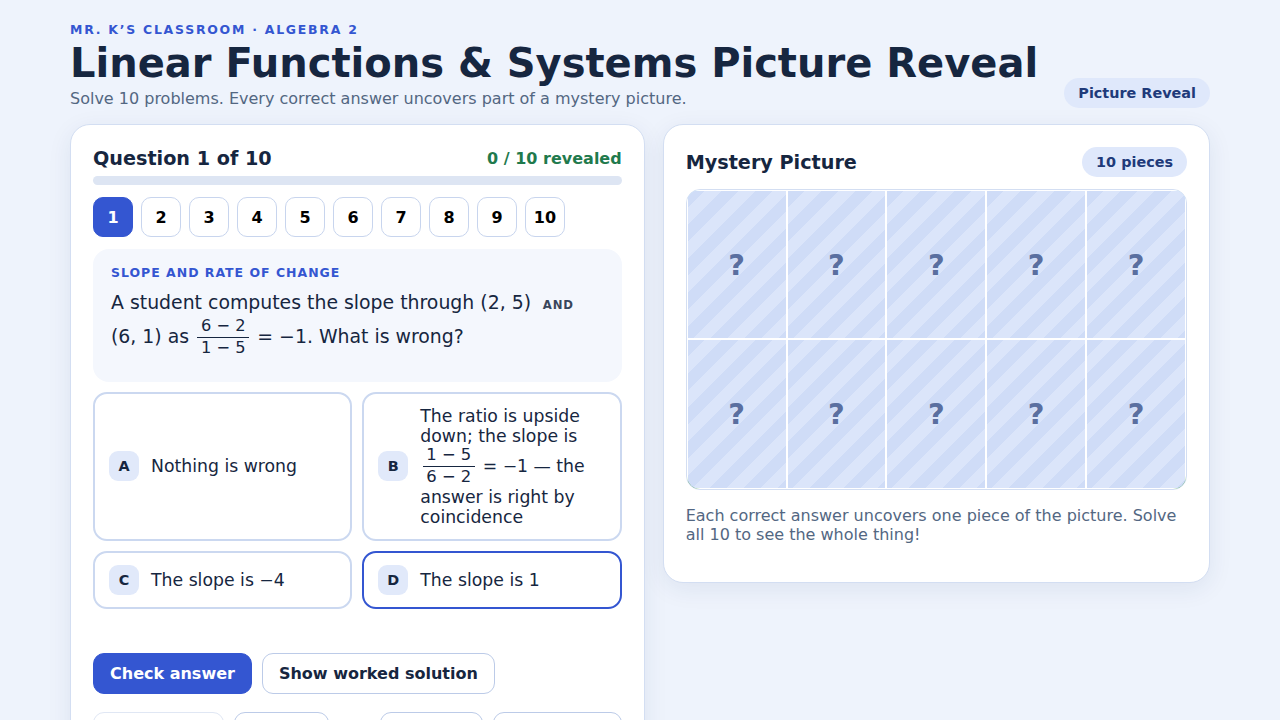 MR. K’S CLASSROOM · ALGEBRA 2
Linear Functions & Systems Picture Reveal
Solve 10 problems. Every correct answer uncovers part of a mystery picture.
Picture Reveal
Question 1 of 10
0 / 10 revealed
1 2 3 4 5 6 7 8 9 10
SLOPE AND RATE OF CHANGE
A student computes the slope through (2, 5) AND
(6, 1) as (6 − 2)/(1 − 5) = −1. What is wrong?
A Nothing is wrong
B The ratio is upside
down; the slope is
(1 − 5)/(6 − 2) = −1 — the
answer is right by
coincidence
C The slope is −4
D The slope is 1
Check answer
Show worked solution
Mystery Picture
10 pieces
? ? ? ? ?
? ? ? ? ?
Each correct answer uncovers one piece of the picture. Solve
all 10 to see the whole thing!